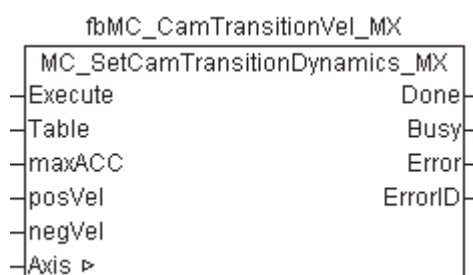 fbMC_CamTransitionVel_MX
MC_SetCamTransitionDynamics_MX
Execute Done
Table Busy
maxACC Error
posVel ErrorID
negVel
Axis ▷